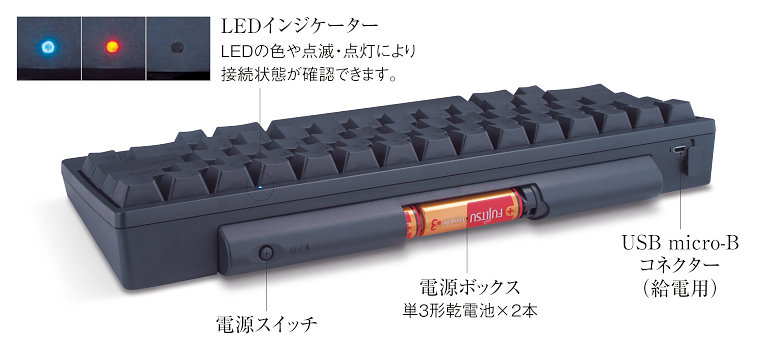 LEDインジケーター
LEDの色や点滅・点灯により
接続状態が確認できます。
FUJITSU
USB micro-B
コネクター
（給電用）
電源ボックス
単3形乾電池×2本
電源スイッチ